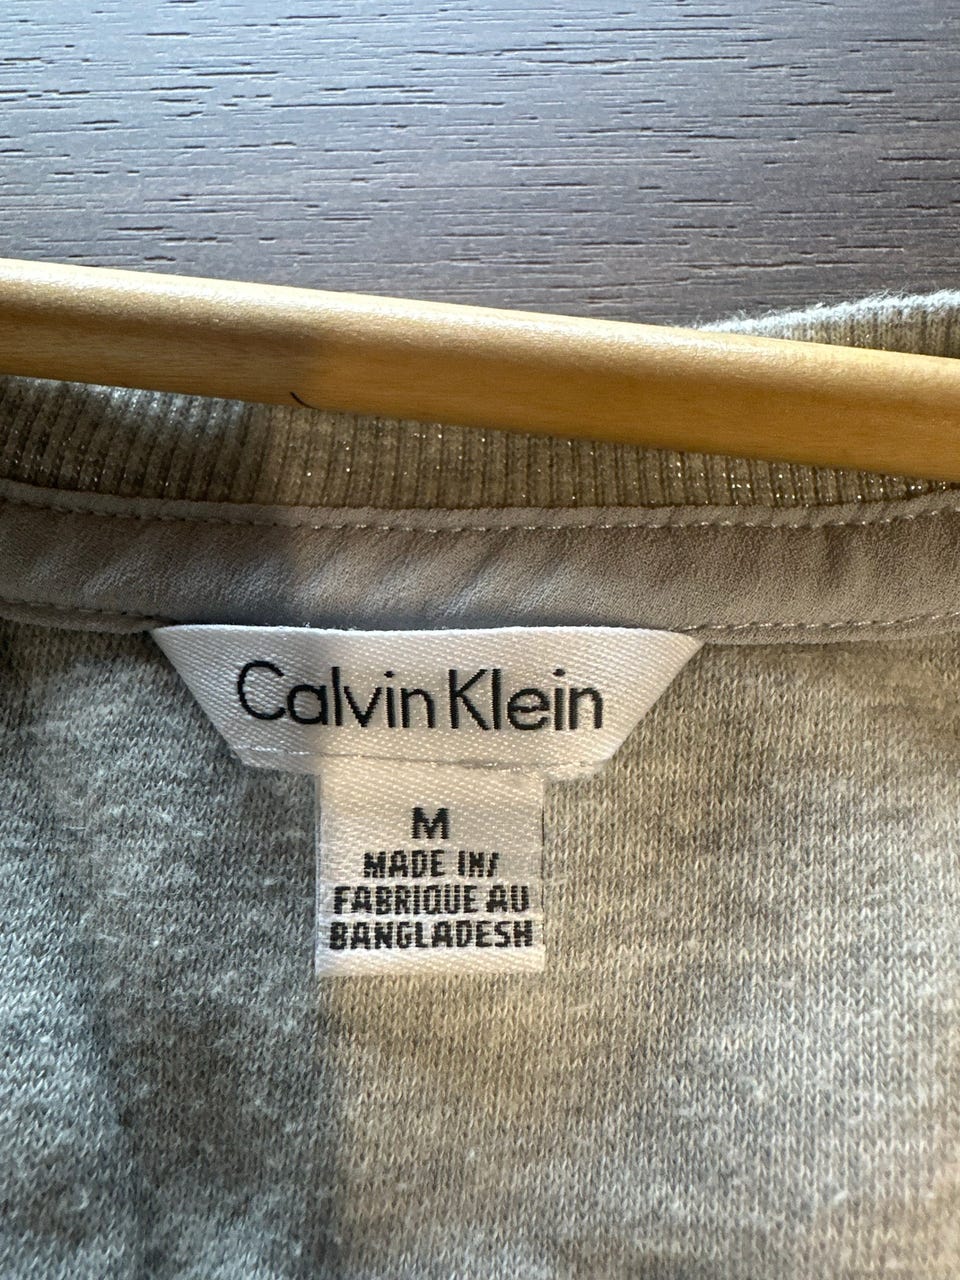 Calvin Klein
M
MADE IN/
FABRIQUE AU
BANGLADESH